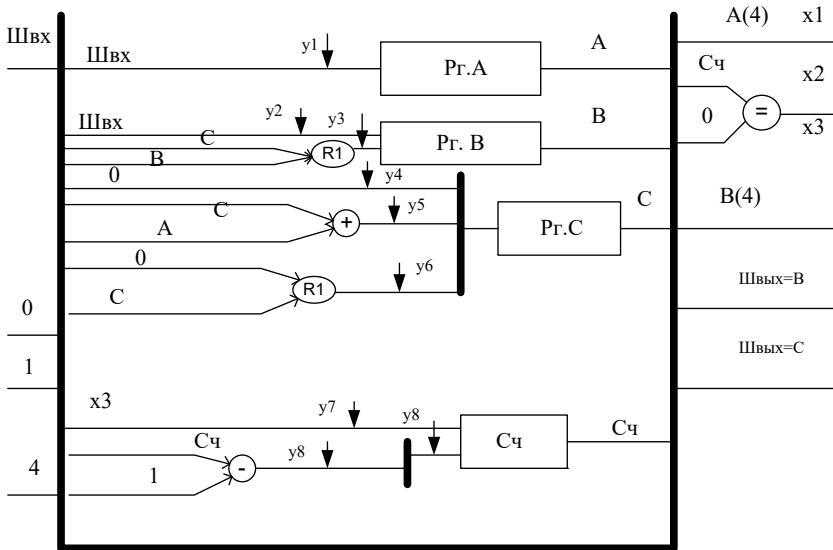 Швх
A(4) x1
Швх y1 Рг.A A
Сч x2
0 = x3
Швх y2 y3 Рг. B B
C
B R1
0 y4
C
A + y5 Рг.C C B(4)
0
C R1 y6
Швых=B
0
Швых=C
1
x3 y7 y8
Сч Сч Сч
4 1 - y8